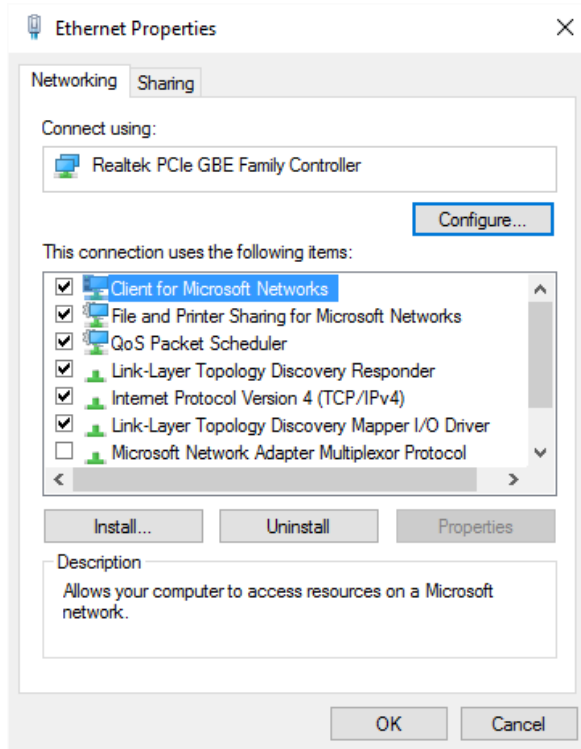 Ethernet Properties
Networking
Sharing
Connect using:
Realtek PCIe GBE Family Controller
Configure...
This connection uses the following items:
Client for Microsoft Networks
File and Printer Sharing for Microsoft Networks
QoS Packet Scheduler
Link-Layer Topology Discovery Responder
Internet Protocol Version 4 (TCP/IPv4)
Link-Layer Topology Discovery Mapper I/O Driver
Microsoft Network Adapter Multiplexor Protocol
Install...
Uninstall
Properties
Description
Allows your computer to access resources on a Microsoft
network.
OK
Cancel